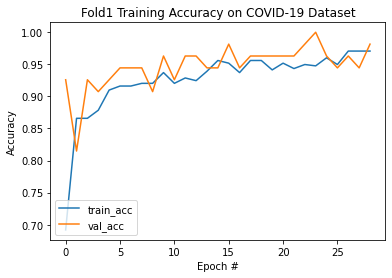 Fold1 Training Accuracy on COVID-19 Dataset
1.00
0.95
0.90
0.85
0.80
0.75
0.70
Accuracy
train_acc
val_acc
0 5 10 15 20 25
Epoch #